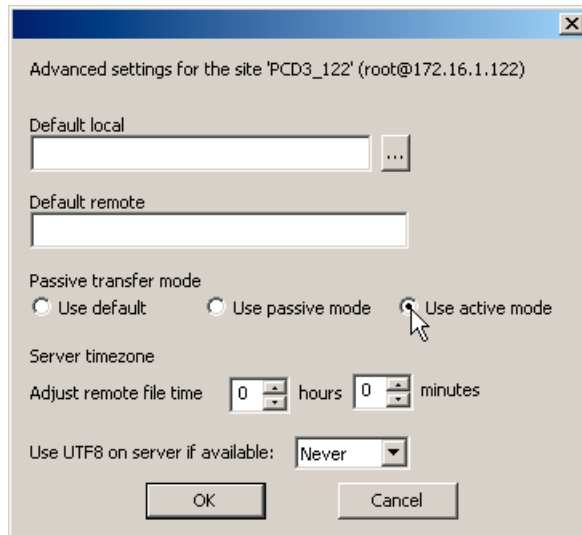 Advanced settings for the site 'PCD3_122' (root@172.16.1.122)
Default local
...
Default remote
Passive transfer mode
Use default Use passive mode Use active mode
Server timezone
Adjust remote file time 0 hours 0 minutes
Use UTF8 on server if available: Never
OK Cancel